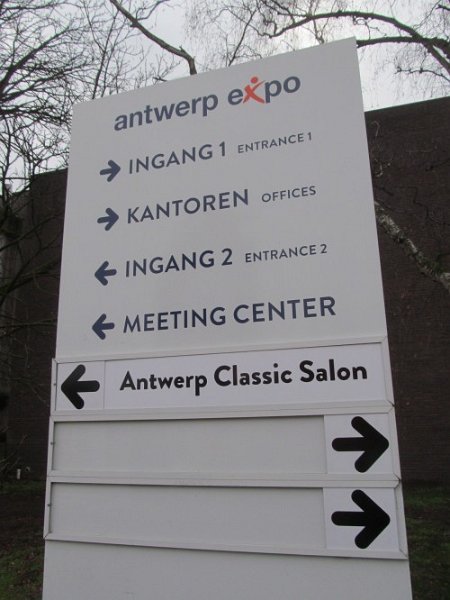 antwerp expo
INGANG 1 ENTRANCE 1
KANTOREN OFFICES
INGANG 2 ENTRANCE 2
MEETING CENTER
Antwerp Classic Salon